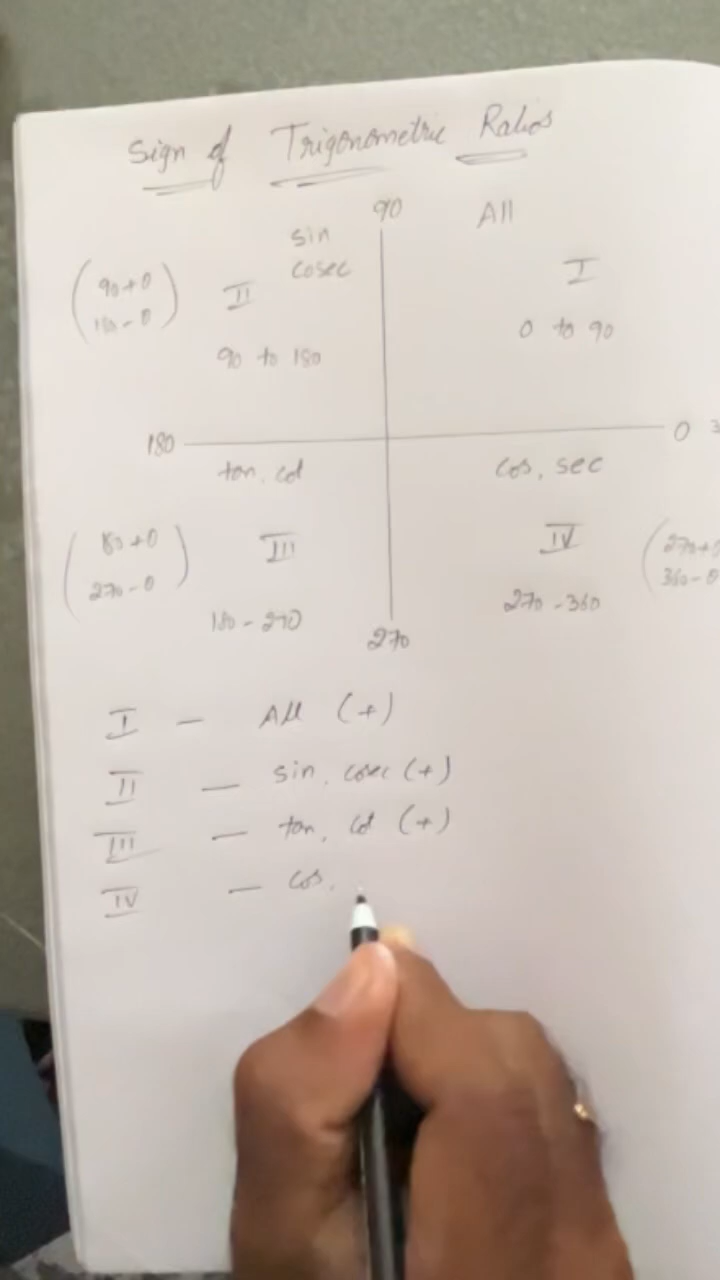 Sign of Trigonometric Ratios
90
All
sin
cosec
I
II
90+θ
180-θ
0 to 90
90 to 180
180
0
tan, cot
cos, sec
III
IV
180+θ
270-θ
270+θ
360-θ
180-270
270-360
270
I - All (+)
II - sin, cosec (+)
III - tan, cot (+)
IV - cos,